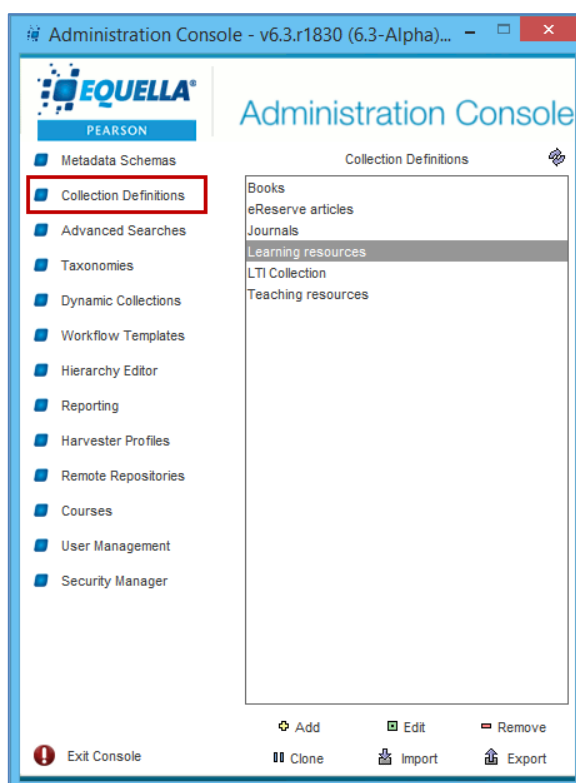 Administration Console - v6.3.r1830 (6.3-Alpha)...
EQUELLA®
PEARSON
Administration Console
Metadata Schemas
Collection Definitions
Advanced Searches
Taxonomies
Dynamic Collections
Workflow Templates
Hierarchy Editor
Reporting
Harvester Profiles
Remote Repositories
Courses
User Management
Security Manager
Exit Console
Collection Definitions
Books
eReserve articles
Journals
Learning resources
LTI Collection
Teaching resources
Add Edit Remove
Clone Import Export